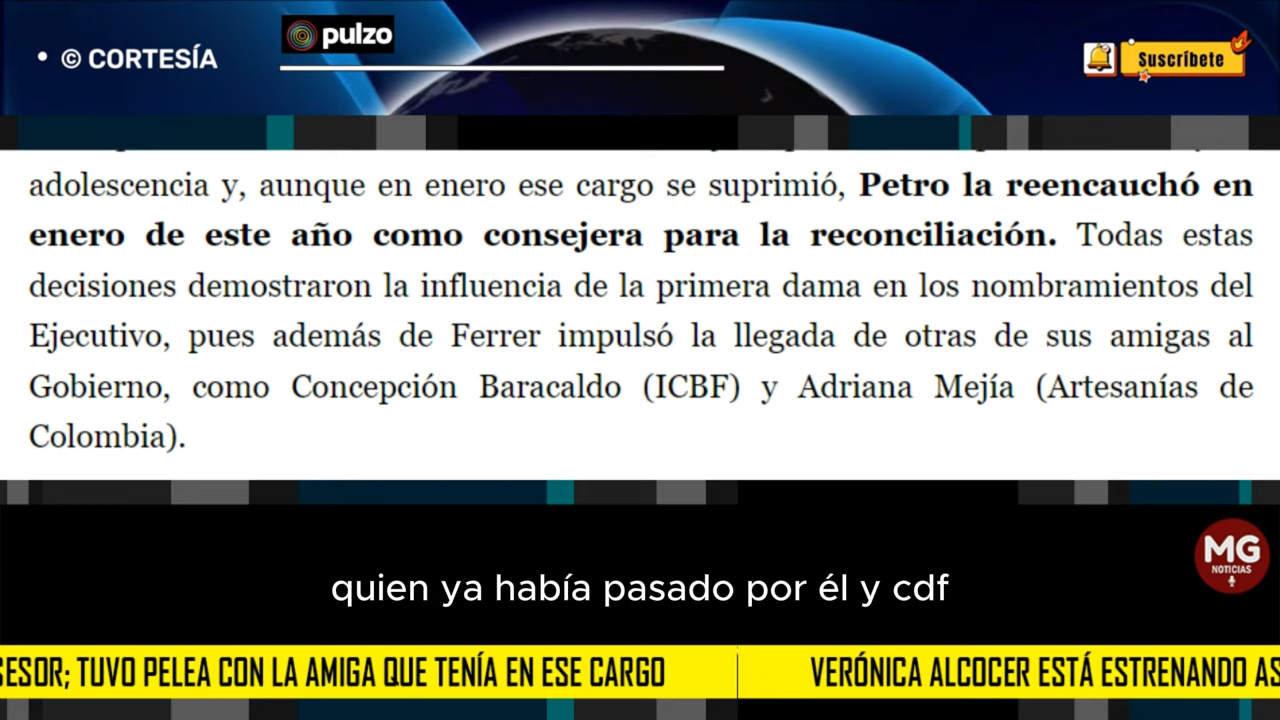 • © CORTESÍA
pulzo
Suscríbete
adolescencia y, aunque en enero ese cargo se suprimió, Petro la reencauchó en
enero de este año como consejera para la reconciliación. Todas estas
decisiones demostraron la influencia de la primera dama en los nombramientos del
Ejecutivo, pues además de Ferrer impulsó la llegada de otras de sus amigas al
Gobierno, como Concepción Baracaldo (ICBF) y Adriana Mejía (Artesanías de
Colombia).
MG
NOTICIAS
quien ya había pasado por él y cdf
SESOR; TUVO PELEA CON LA AMIGA QUE TENÍA EN ESE CARGO
VERÓNICA ALCOCER ESTÁ ESTRENANDO AS